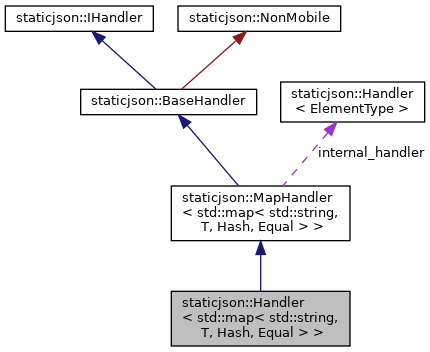 staticjson::IHandler
staticjson::NonMobile
staticjson::BaseHandler
staticjson::Handler
< ElementType >
internal_handler
staticjson::MapHandler
< std::map< std::string,
T, Hash, Equal > >
staticjson::Handler
< std::map< std::string,
T, Hash, Equal > >